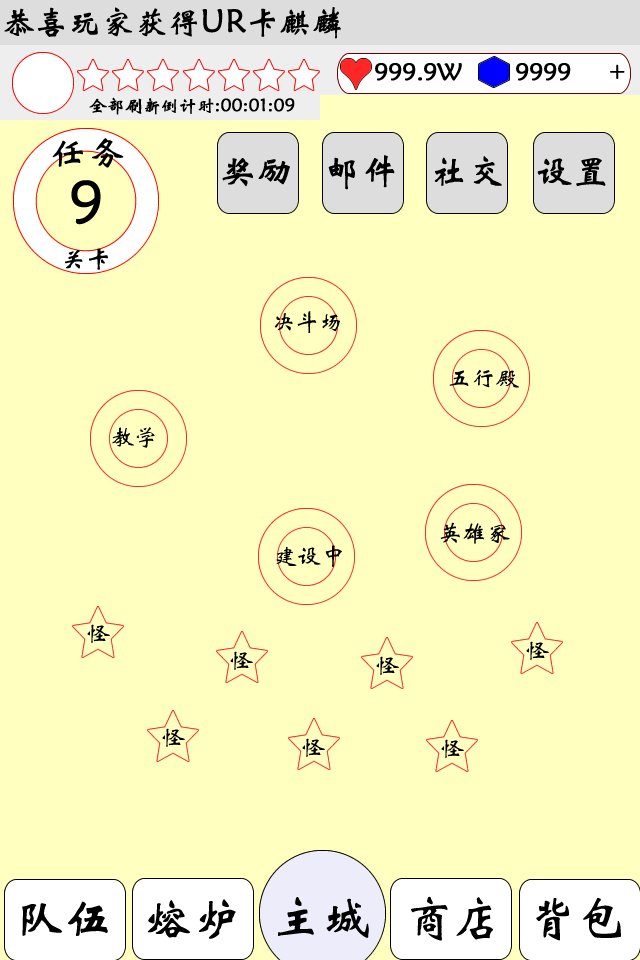 恭喜玩家获得UR卡麒麟
999.9W 9999 +
全部刷新倒计时:00:01:09
任务
9
关卡
奖励 邮件 社交 设置
决斗场
五行殿
教学
英雄冢
建设中
怪
怪
怪
怪
怪
怪
怪
队伍 熔炉 主城 商店 背包